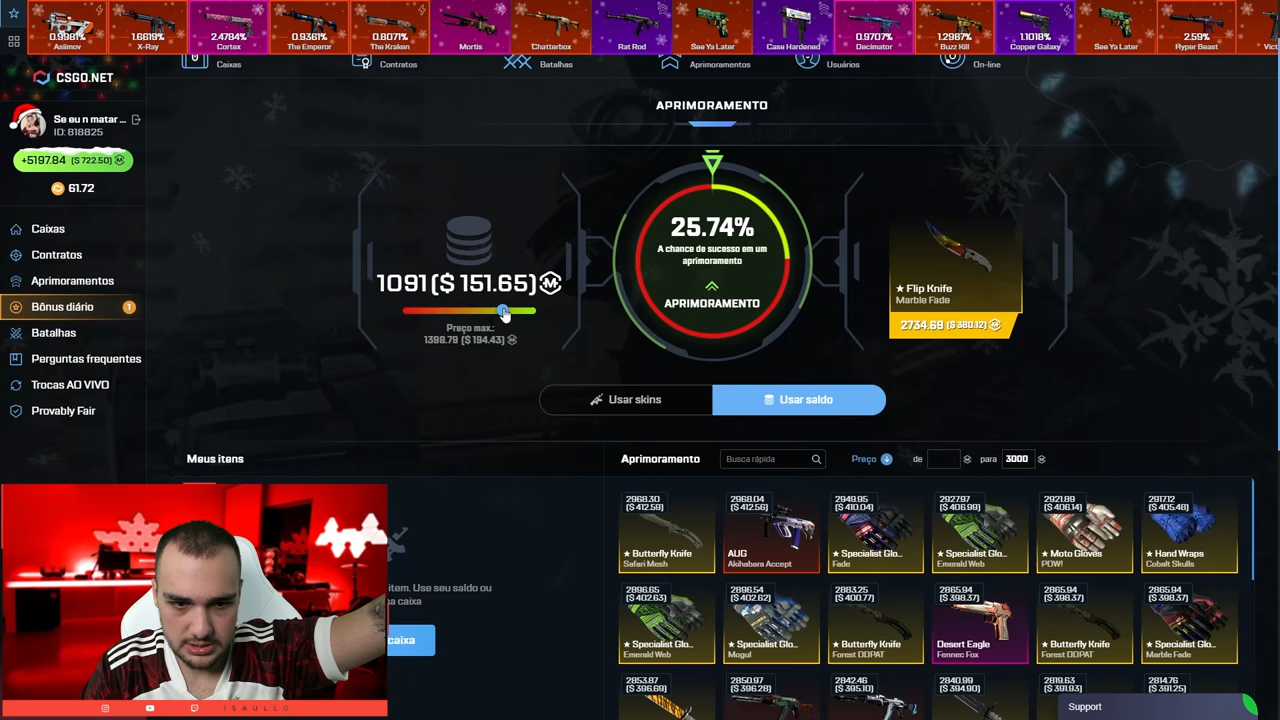 0.9961%
Asiimov
1.6619%
X-Ray
2.4784%
Cortex
0.9361%
The Emperor
0.8071%
The Kraken
Mortis
Chatterbox
Rat Rod
See Ya Later
Case Hardened
0.9707%
Decimator
1.2967%
Buzz Kill
1.1018%
Copper Galaxy
See Ya Later
2.59%
Hyper Beast
Vict
CSGO.NET
Caixas
Contratos
Batalhas
Aprimoramentos
Usuários
On-line
Se eu n matar ...
ID: 818825
+5197.84 ($ 722.50)
61.72
Caixas
Contratos
Aprimoramentos
Bônus diário 1
Batalhas
Perguntas frequentes
Trocas AO VIVO
Provably Fair
APRIMORAMENTO
1091 ($ 151.65)
Preço max.:
1398.79 ($ 194.43)
25.74%
A chance de sucesso em um
aprimoramento
APRIMORAMENTO
★ Flip Knife
Marble Fade
2734.69 ($ 380.12)
Usar skins
Usar saldo
Meus itens
item. Use seu saldo ou
a caixa
caixa
Aprimoramento
Busca rápida
Preço
de
para
3000
2968.30
($ 412.59)
★ Butterfly Knife
Safari Mesh
2968.04
($ 412.56)
AUG
Akihabara Accept
2949.95
($ 410.04)
★ Specialist Glo...
Fade
2927.97
($ 406.99)
★ Specialist Glo...
Emerald Web
2921.89
($ 406.14)
★ Moto Gloves
POW!
2917.12
($ 405.48)
★ Hand Wraps
Cobalt Skulls
2896.65
($ 402.63)
★ Specialist Glo...
Emerald Web
2896.54
($ 402.62)
★ Specialist Glo...
Mogul
2883.25
($ 400.77)
★ Butterfly Knife
Forest DDPAT
2865.94
($ 398.37)
Desert Eagle
Fennec Fox
2865.94
($ 398.37)
★ Butterfly Knife
Forest DDPAT
2865.94
($ 398.37)
★ Specialist Glo...
Marble Fade
2853.87
($ 396.69)
2850.97
($ 396.28)
2842.46
($ 395.10)
2840.99
($ 394.90)
2819.63
($ 391.93)
2814.76
($ 391.25)
Support
/SAULLO